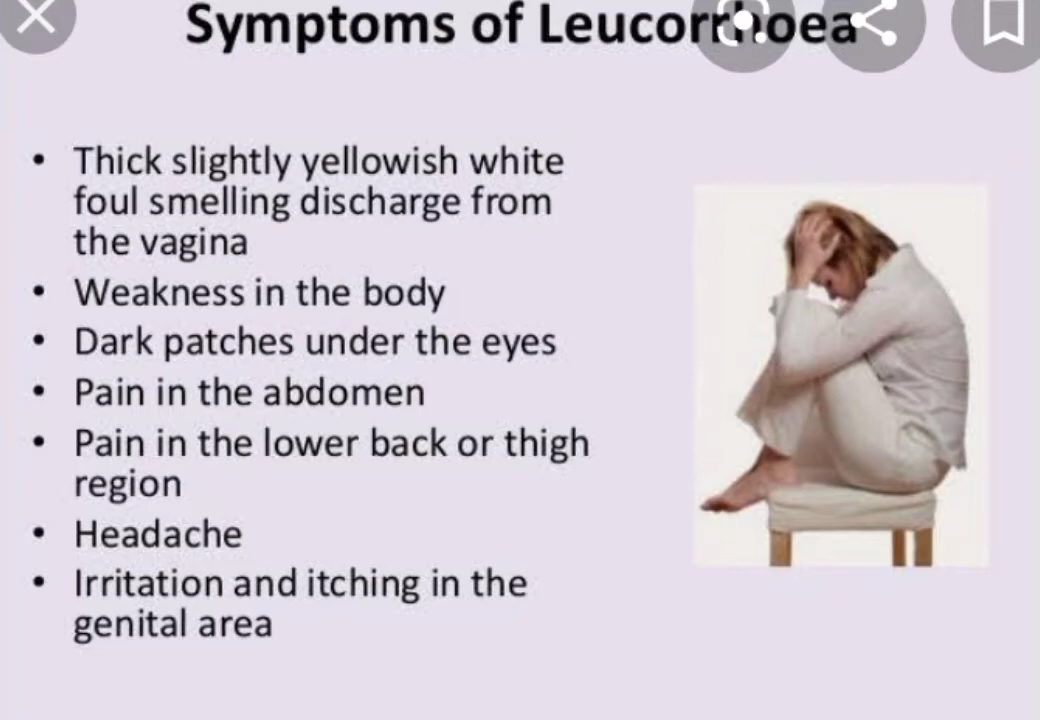 Symptoms of Leucorrhoea
• Thick slightly yellowish white
foul smelling discharge from
the vagina
• Weakness in the body
• Dark patches under the eyes
• Pain in the abdomen
• Pain in the lower back or thigh
region
• Headache
• Irritation and itching in the
genital area